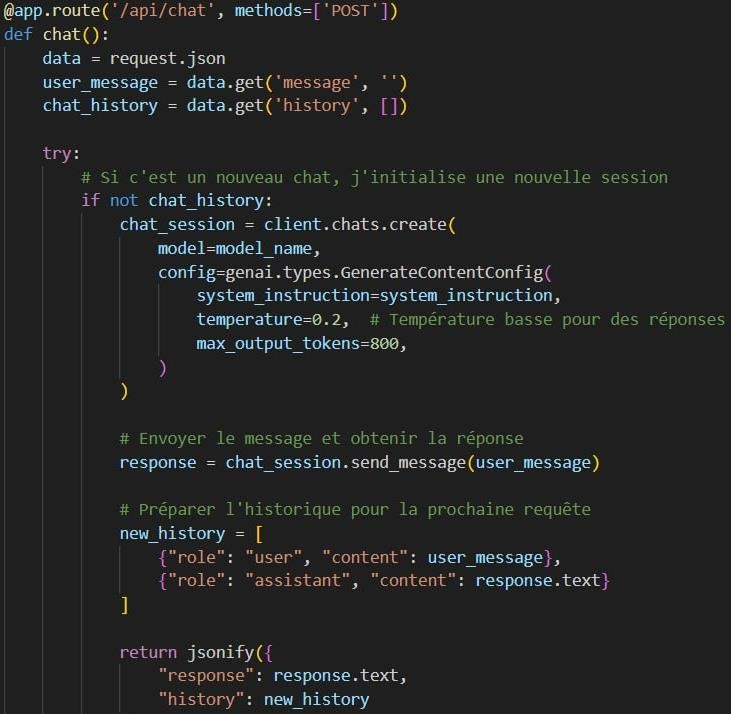 @app.route('/api/chat', methods=['POST'])
def chat():
    data = request.json
    user_message = data.get('message', '')
    chat_history = data.get('history', [])

    try:
        # Si c'est un nouveau chat, j'initialise une nouvelle session
        if not chat_history:
            chat_session = client.chats.create(
                model=model_name,
                config=genai.types.GenerateContentConfig(
                    system_instruction=system_instruction,
                    temperature=0.2,  # Température basse pour des réponses
                    max_output_tokens=800,
                )
            )

            # Envoyer le message et obtenir la réponse
            response = chat_session.send_message(user_message)

            # Préparer l'historique pour la prochaine requête
            new_history = [
                {"role": "user", "content": user_message},
                {"role": "assistant", "content": response.text}
            ]

            return jsonify({
                "response": response.text,
                "history": new_history